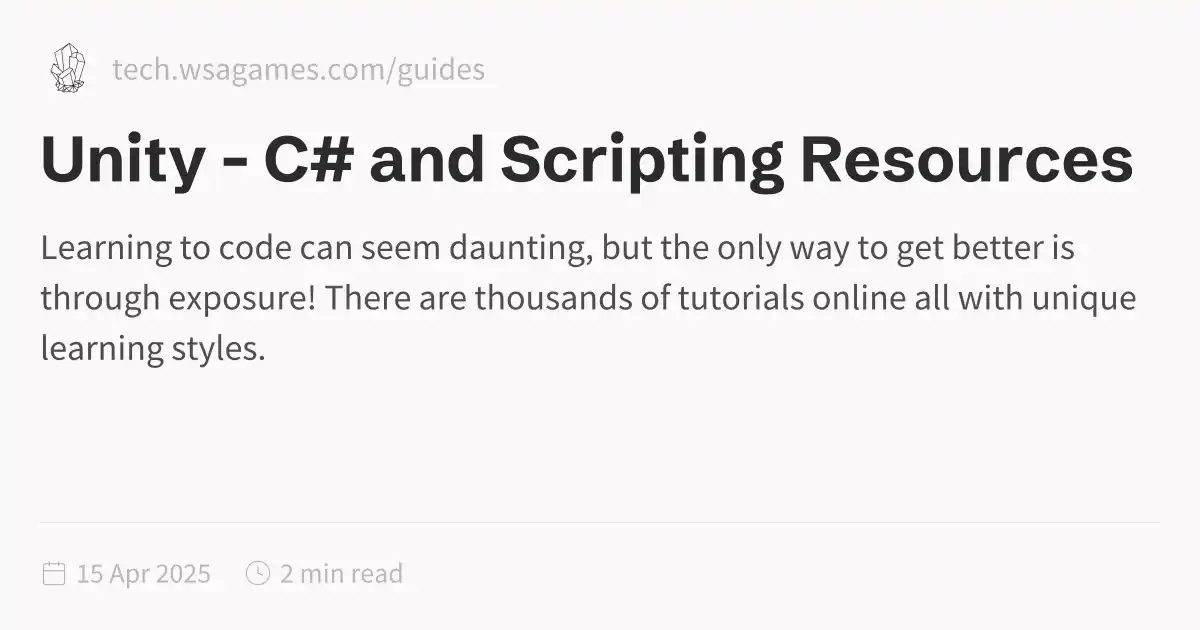 tech.wsagames.com/guides
Unity - C# and Scripting Resources
Learning to code can seem daunting, but the only way to get better is
through exposure! There are thousands of tutorials online all with unique
learning styles.
15 Apr 2025 2 min read